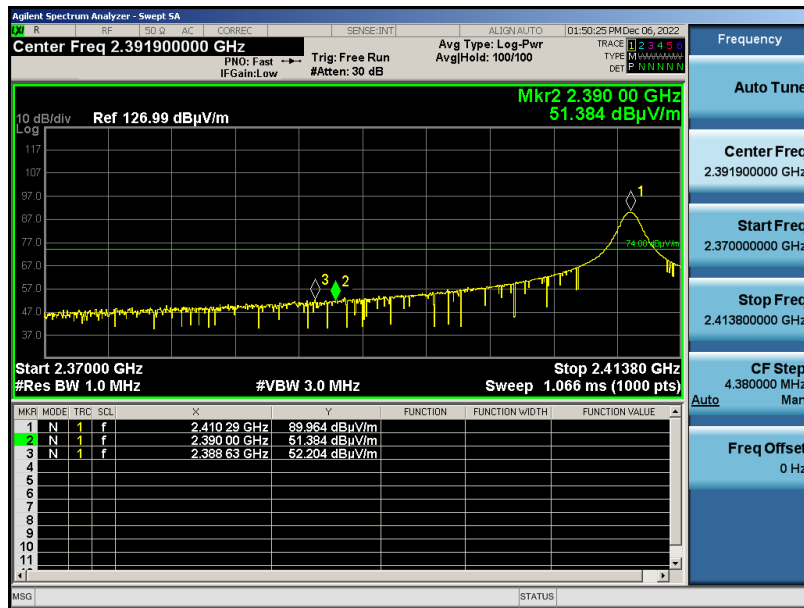 Agilent Spectrum Analyzer - Swept SA
LXI R RF 50 Ω AC CORREC SENSE:INT ALIGN AUTO 01:50:25 PM Dec 06, 2022
Center Freq 2.391900000 GHz
PNO: Fast
IFGain:Low
Trig: Free Run
#Atten: 30 dB
Avg Type: Log-Pwr
Avg|Hold: 100/100
TRACE 1 2 3 4 5 6
TYPE M
DET P N N N N N
Mkr2 2.390 00 GHz
51.384 dBµV/m
10 dB/div Ref 126.99 dBµV/m
Log
117
107
97.0
87.0
77.0
67.0
57.0
47.0
37.0
1
74.00 dBµV/m
3
2
Start 2.37000 GHz Stop 2.41380 GHz
#Res BW 1.0 MHz #VBW 3.0 MHz Sweep 1.066 ms (1000 pts)
MKR MODE TRC SCL X Y FUNCTION FUNCTION WIDTH FUNCTION VALUE
1 N 1 f 2.410 29 GHz 89.964 dBµV/m
2 N 1 f 2.390 00 GHz 51.384 dBµV/m
3 N 1 f 2.388 63 GHz 52.204 dBµV/m
4
5
6
7
8
9
10
11
MSG STATUS
Frequency
Auto Tune
Center Freq
2.391900000 GHz
Start Freq
2.370000000 GHz
Stop Freq
2.413800000 GHz
CF Step
4.380000 MHz
Auto Man
Freq Offset
0 Hz